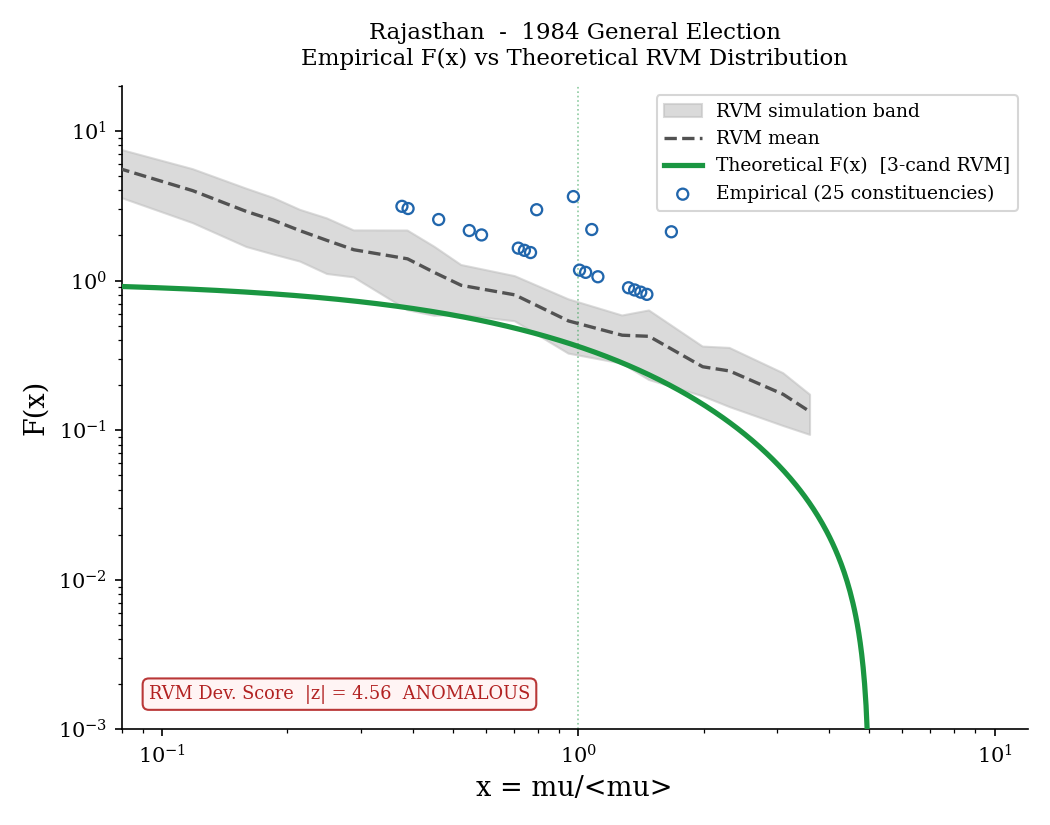 Rajasthan  -  1984 General Election
Empirical F(x) vs Theoretical RVM Distribution
RVM simulation band
RVM mean
Theoretical F(x)  [3-cand RVM]
Empirical (25 constituencies)
F(x)
10¹
10⁰
10⁻¹
10⁻²
10⁻³
RVM Dev. Score  |z| = 4.56  ANOMALOUS
10⁻¹ 10⁰ 10¹
x = mu/<mu>